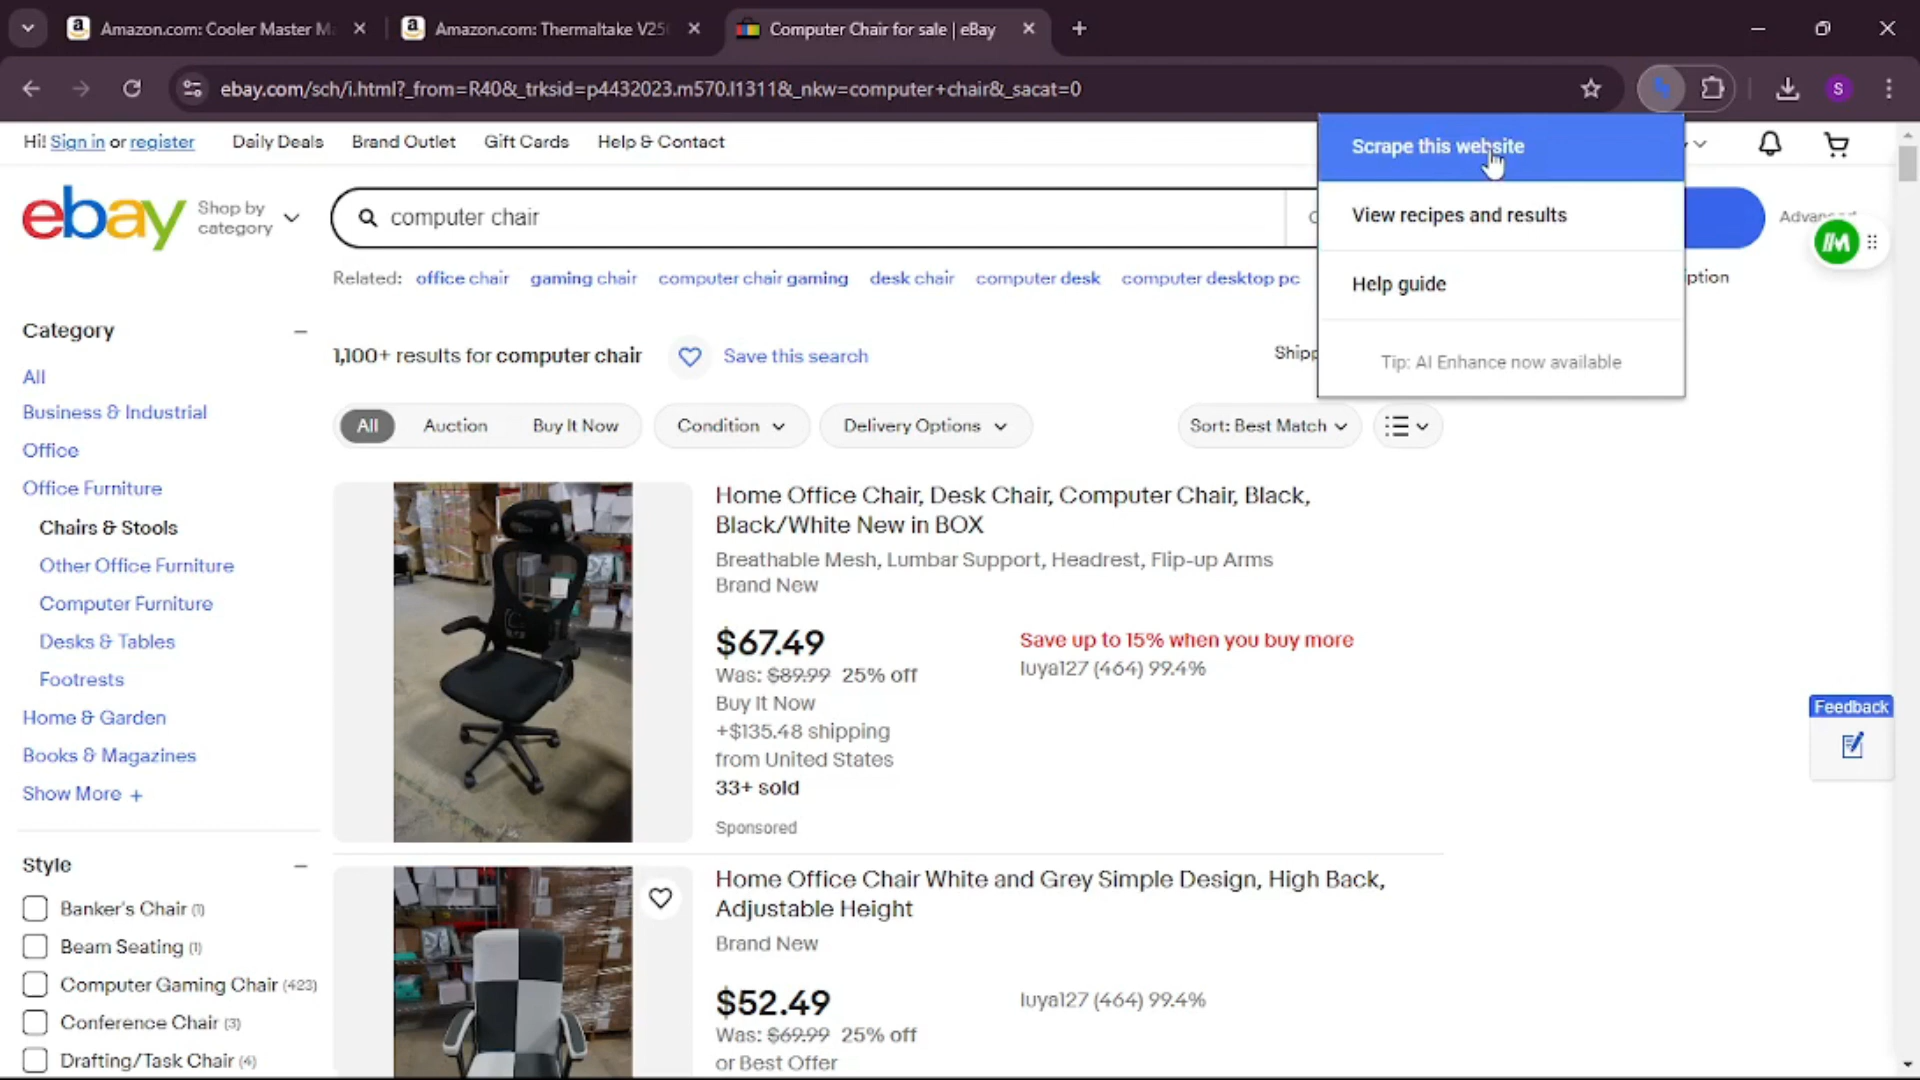 Amazon.com: Cooler Master M
Amazon.com: Thermaltake V25
Computer Chair for sale | eBay
ebay.com/sch/i.html?_from=R40&_trksid=p4432023.m570.l1311&_nkw=computer+chair&_sacat=0
S
Hi! Sign in or register
Daily Deals
Brand Outlet
Gift Cards
Help & Contact
Scrape this website
View recipes and results
Help guide
Tip: AI Enhance now available
ebay
Shop by
category
computer chair
Advanced
Related: office chair gaming chair computer chair gaming desk chair computer desk computer desktop pc
iption
Category
All
Business & Industrial
Office
Office Furniture
Chairs & Stools
Other Office Furniture
Computer Furniture
Desks & Tables
Footrests
Home & Garden
Books & Magazines
Show More +
Style
Banker's Chair (1)
Beam Seating (1)
Computer Gaming Chair (423)
Conference Chair (3)
Drafting/Task Chair (4)
1,100+ results for computer chair
Save this search
Shipp
All
Auction
Buy It Now
Condition
Delivery Options
Sort: Best Match
Home Office Chair, Desk Chair, Computer Chair, Black,
Black/White New in BOX
Breathable Mesh, Lumbar Support, Headrest, Flip-up Arms
Brand New
$67.49
Was: $89.99 25% off
Buy It Now
+$135.48 shipping
from United States
33+ sold
Sponsored
Save up to 15% when you buy more
luya127 (464) 99.4%
Home Office Chair White and Grey Simple Design, High Back,
Adjustable Height
Brand New
$52.49
Was: $69.99 25% off
or Best Offer
luya127 (464) 99.4%
Feedback